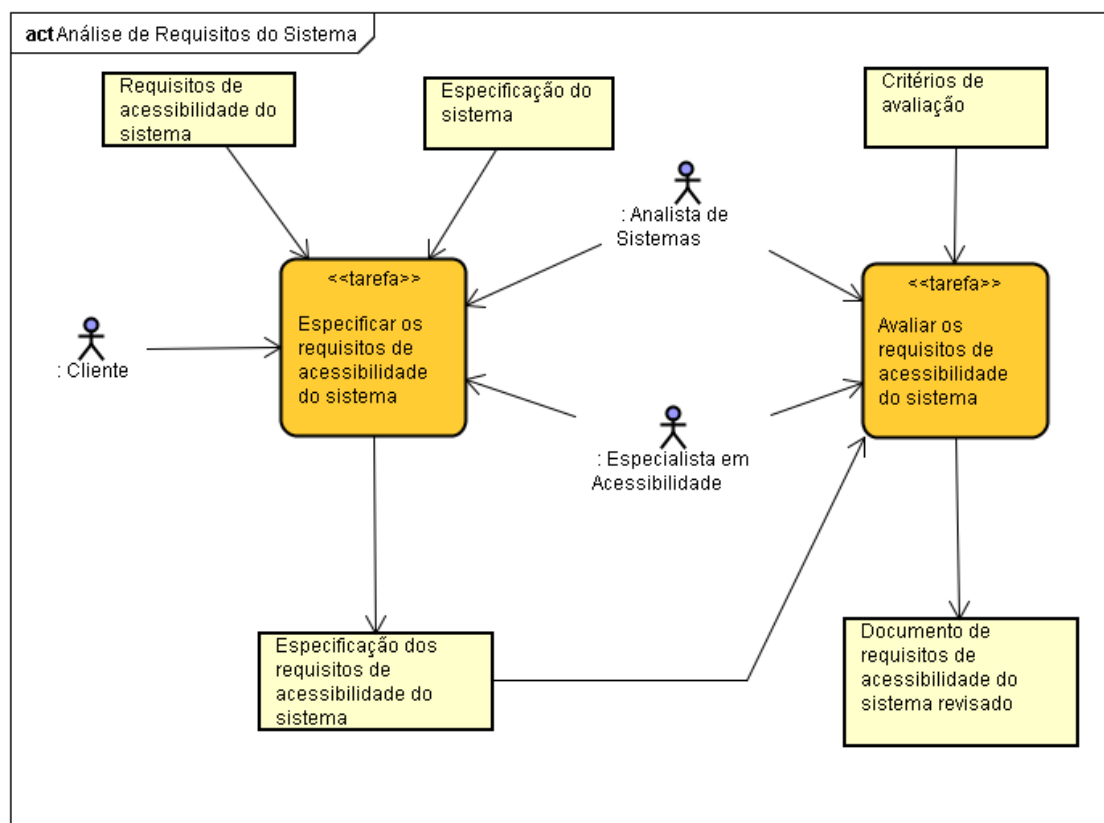 act Análise de Requisitos do Sistema
Requisitos de
acessibilidade do
sistema
Especificação do
sistema
Critérios de
avaliação
: Analista de
Sistemas
<<tarefa>>
Especificar os
requisitos de
acessibilidade
do sistema
<<tarefa>>
Avaliar os
requisitos de
acessibilidade
do sistema
: Cliente
: Especialista em
Acessibilidade
Especificação dos
requisitos de
acessibilidade do
sistema
Documento de
requisitos de
acessibilidade do
sistema revisado